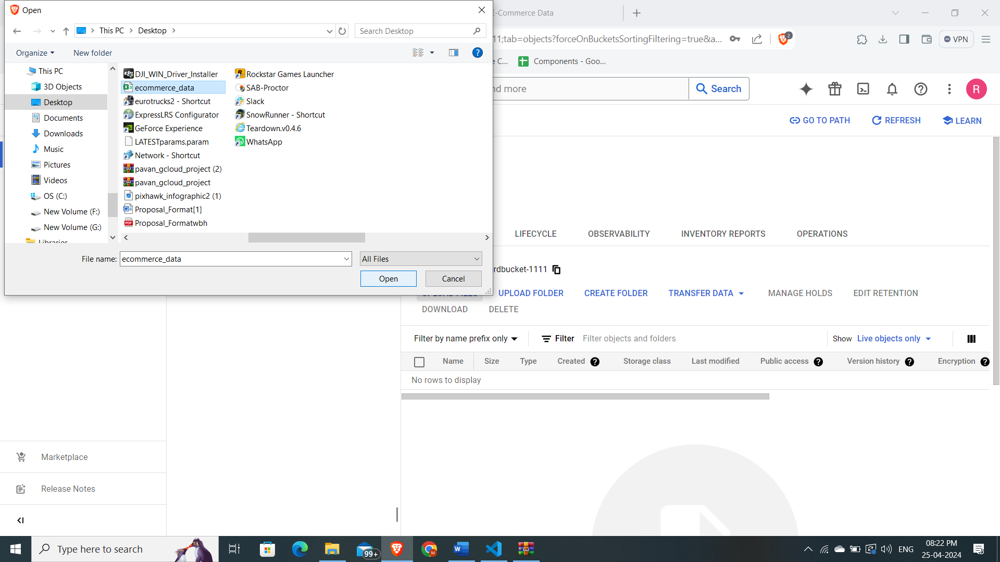 Open
E-Commerce Data
This PC
Desktop
Search Desktop
11;tab=objects?forceOnBucketsSortingFiltering=true&a...
2
VPN
Organize
New folder
Components - Goo...
This PC
3D Objects
Desktop
Documents
Downloads
Music
Pictures
Videos
OS (C:)
New Volume (F:)
New Volume (G:)
Libraries
DJI_WIN_Driver_Installer
ecommerce_data
eurotrucks2 - Shortcut
ExpressLRS Configurator
GeForce Experience
LATESTparams.param
Network - Shortcut
pavan_gcloud_project (2)
pavan_gcloud_project
pixhawk_infographic2 (1)
Proposal_Format[1]
Proposal_Formatwbh
Rockstar Games Launcher
SAB-Proctor
Slack
SnowRunner - Shortcut
Teardown.v0.4.6
WhatsApp
File name:
ecommerce_data
All Files
Open
Cancel
nd more
Search
R
GO TO PATH
REFRESH
LEARN
LIFECYCLE
OBSERVABILITY
INVENTORY REPORTS
OPERATIONS
rdbucket-1111
UPLOAD FILES
UPLOAD FOLDER
CREATE FOLDER
TRANSFER DATA
MANAGE HOLDS
EDIT RETENTION
DOWNLOAD
DELETE
Filter by name prefix only
Filter
Filter objects and folders
Show
Live objects only
Name
Size
Type
Created
Storage class
Last modified
Public access
Version history
Encryption
No rows to display
Marketplace
Release Notes
Type here to search
99+
ENG
08:22 PM
25-04-2024